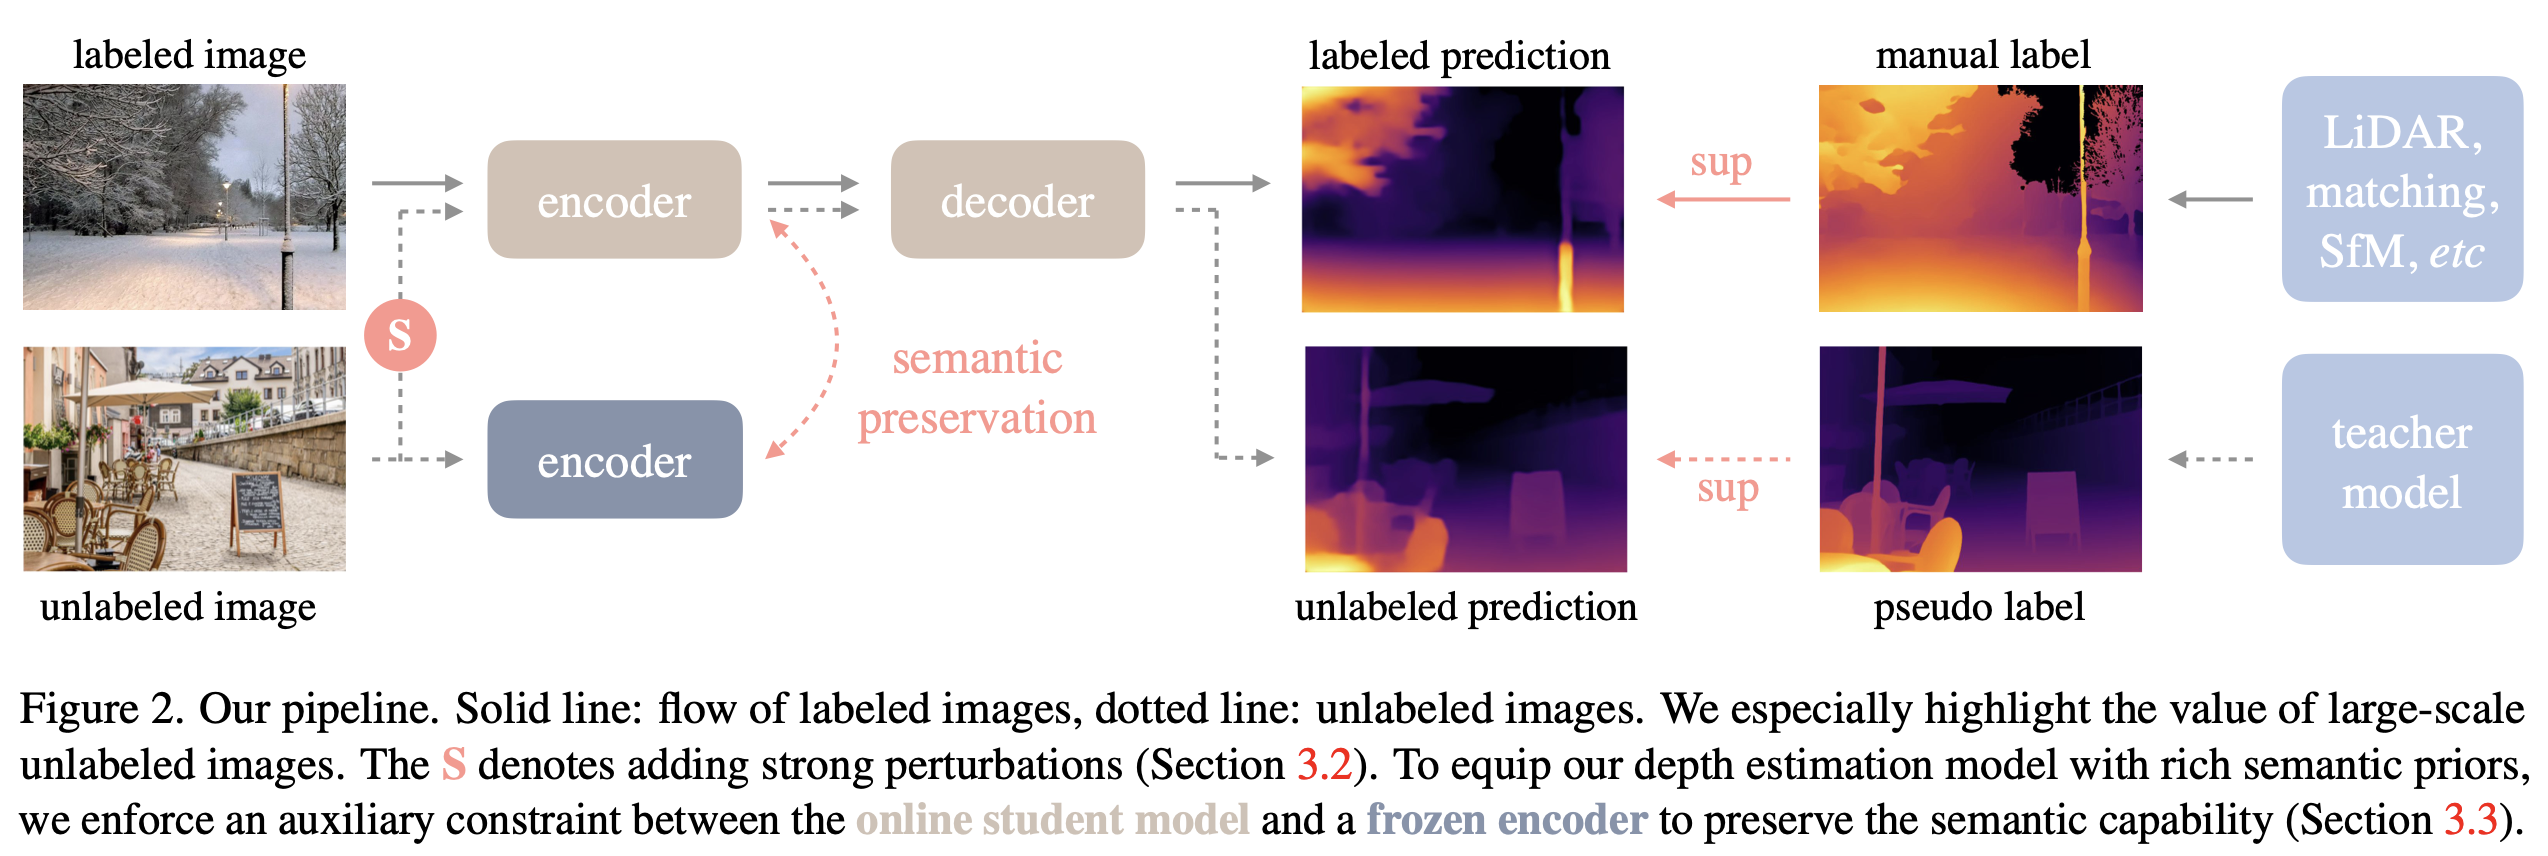 labeled image
labeled prediction
manual label
encoder
decoder
sup
LiDAR,
matching,
SfM, etc
S
semantic
preservation
encoder
sup
teacher
model
unlabeled image
unlabeled prediction
pseudo label
Figure 2. Our pipeline. Solid line: flow of labeled images, dotted line: unlabeled images. We especially highlight the value of large-scale
unlabeled images. The S denotes adding strong perturbations (Section 3.2). To equip our depth estimation model with rich semantic priors,
we enforce an auxiliary constraint between the online student model and a frozen encoder to preserve the semantic capability (Section 3.3).